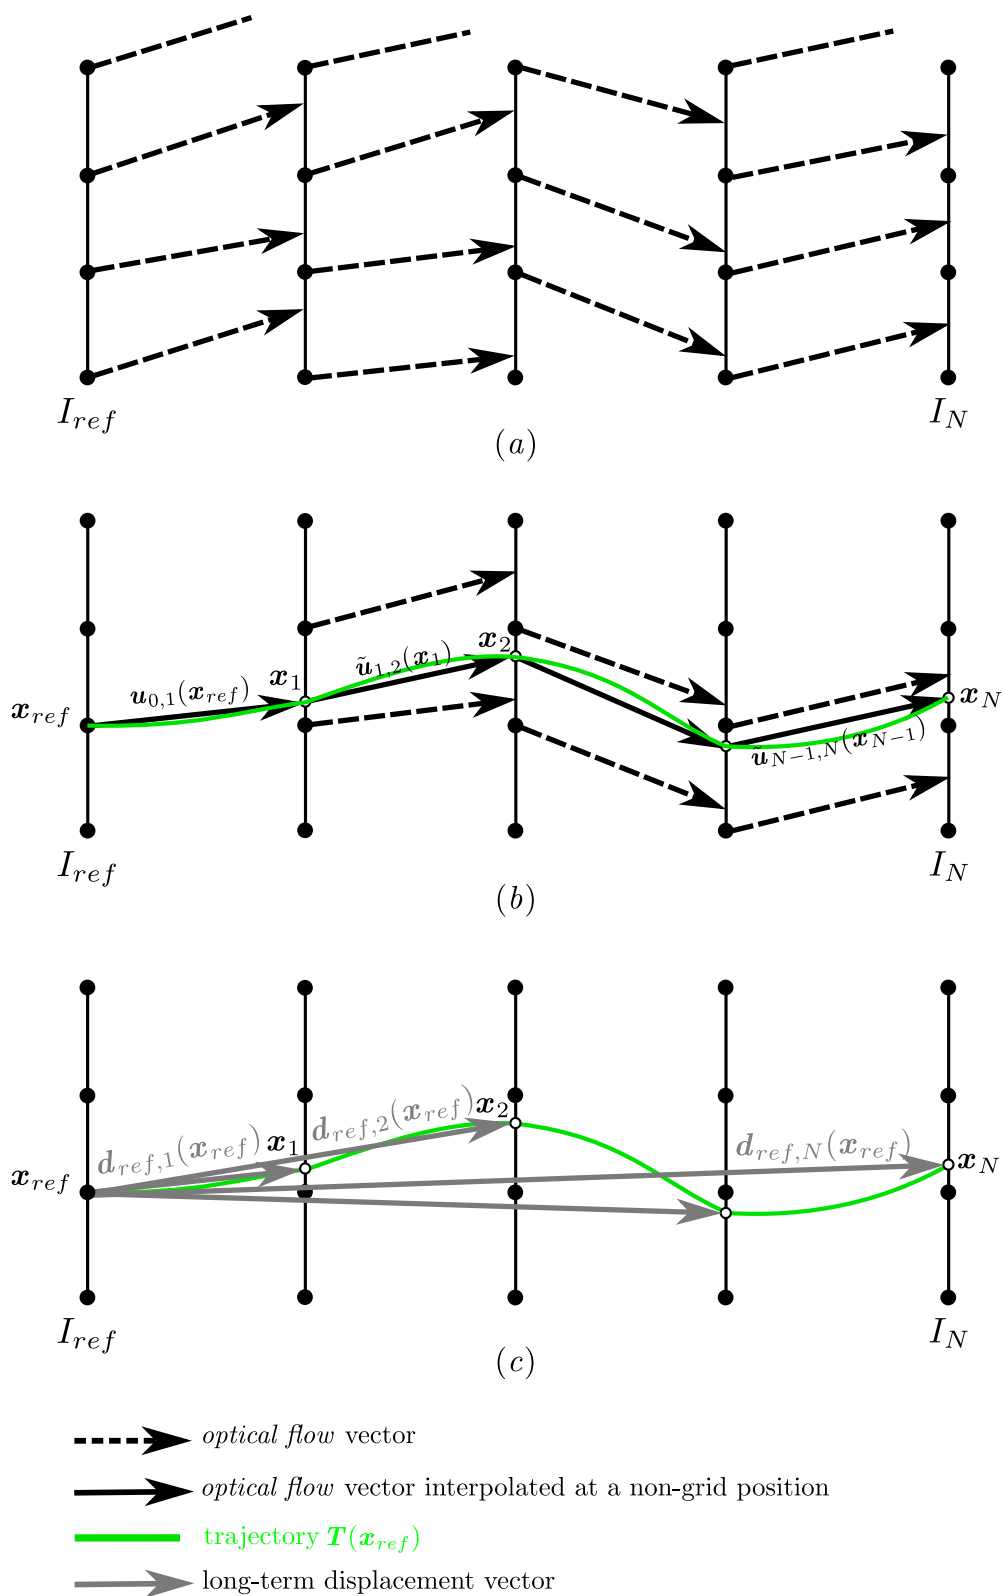 I_ref I_N
(a)
u_0,1(x_ref) x_1 ũ_1,2(x_1) x_2
x_ref x_N
ũ_N−1,N(x_N−1)
I_ref I_N
(b)
d_ref,1(x_ref) x_1 d_ref,2(x_ref) x_2 d_ref,N(x_ref)
x_ref x_N
I_ref I_N
(c)
optical flow vector
optical flow vector interpolated at a non-grid position
trajectory T(x_ref)
long-term displacement vector